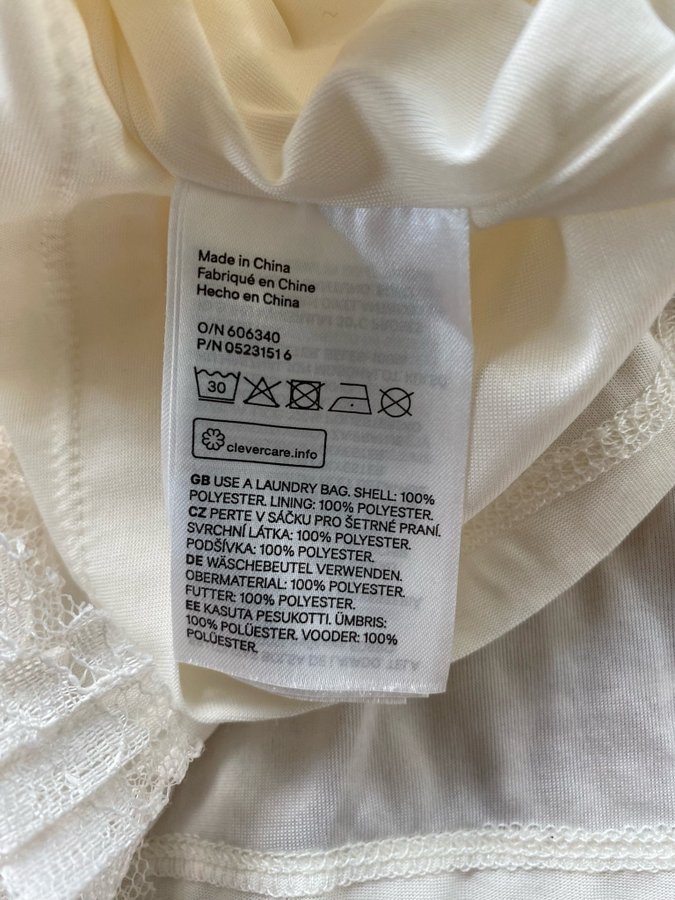 Made in China
Fabriqué en Chine
Hecho en China
O/N 606340
P/N 0523151 6
30
clevercare.info
GB USE A LAUNDRY BAG. SHELL: 100%
POLYESTER. LINING: 100% POLYESTER.
CZ PERTE V SÁČKU PRO ŠETRNÉ PRANÍ.
SVRCHNÍ LÁTKA: 100% POLYESTER.
PODŠÍVKA: 100% POLYESTER.
DE WÄSCHEBEUTEL VERWENDEN.
OBERMATERIAL: 100% POLYESTER.
FUTTER: 100% POLYESTER.
EE KASUTA PESUKOTTI. ÜMBRIS:
100% POLÜESTER. VOODER: 100%
POLÜESTER.